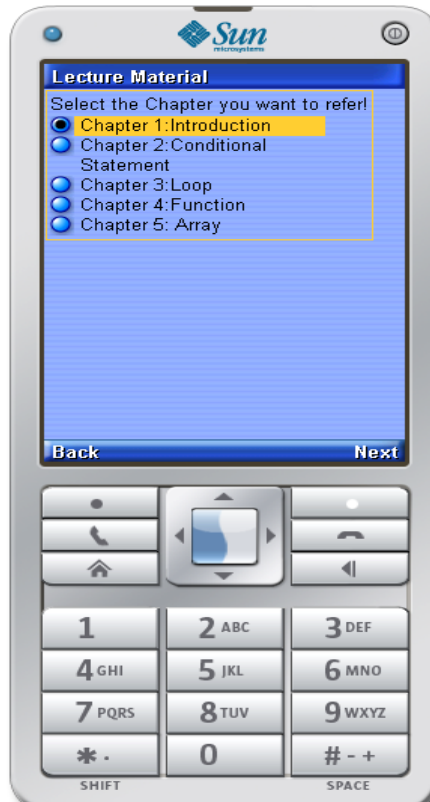 Sun
microsystems
Lecture Material
Select the Chapter you want to refer!
Chapter 1:Introduction
Chapter 2:Conditional
Statement
Chapter 3:Loop
Chapter 4:Function
Chapter 5: Array
Back Next
1 2 ABC 3 DEF
4 GHI 5 JKL 6 MNO
7 PQRS 8 TUV 9 WXYZ
* . 0 # - +
SHIFT SPACE